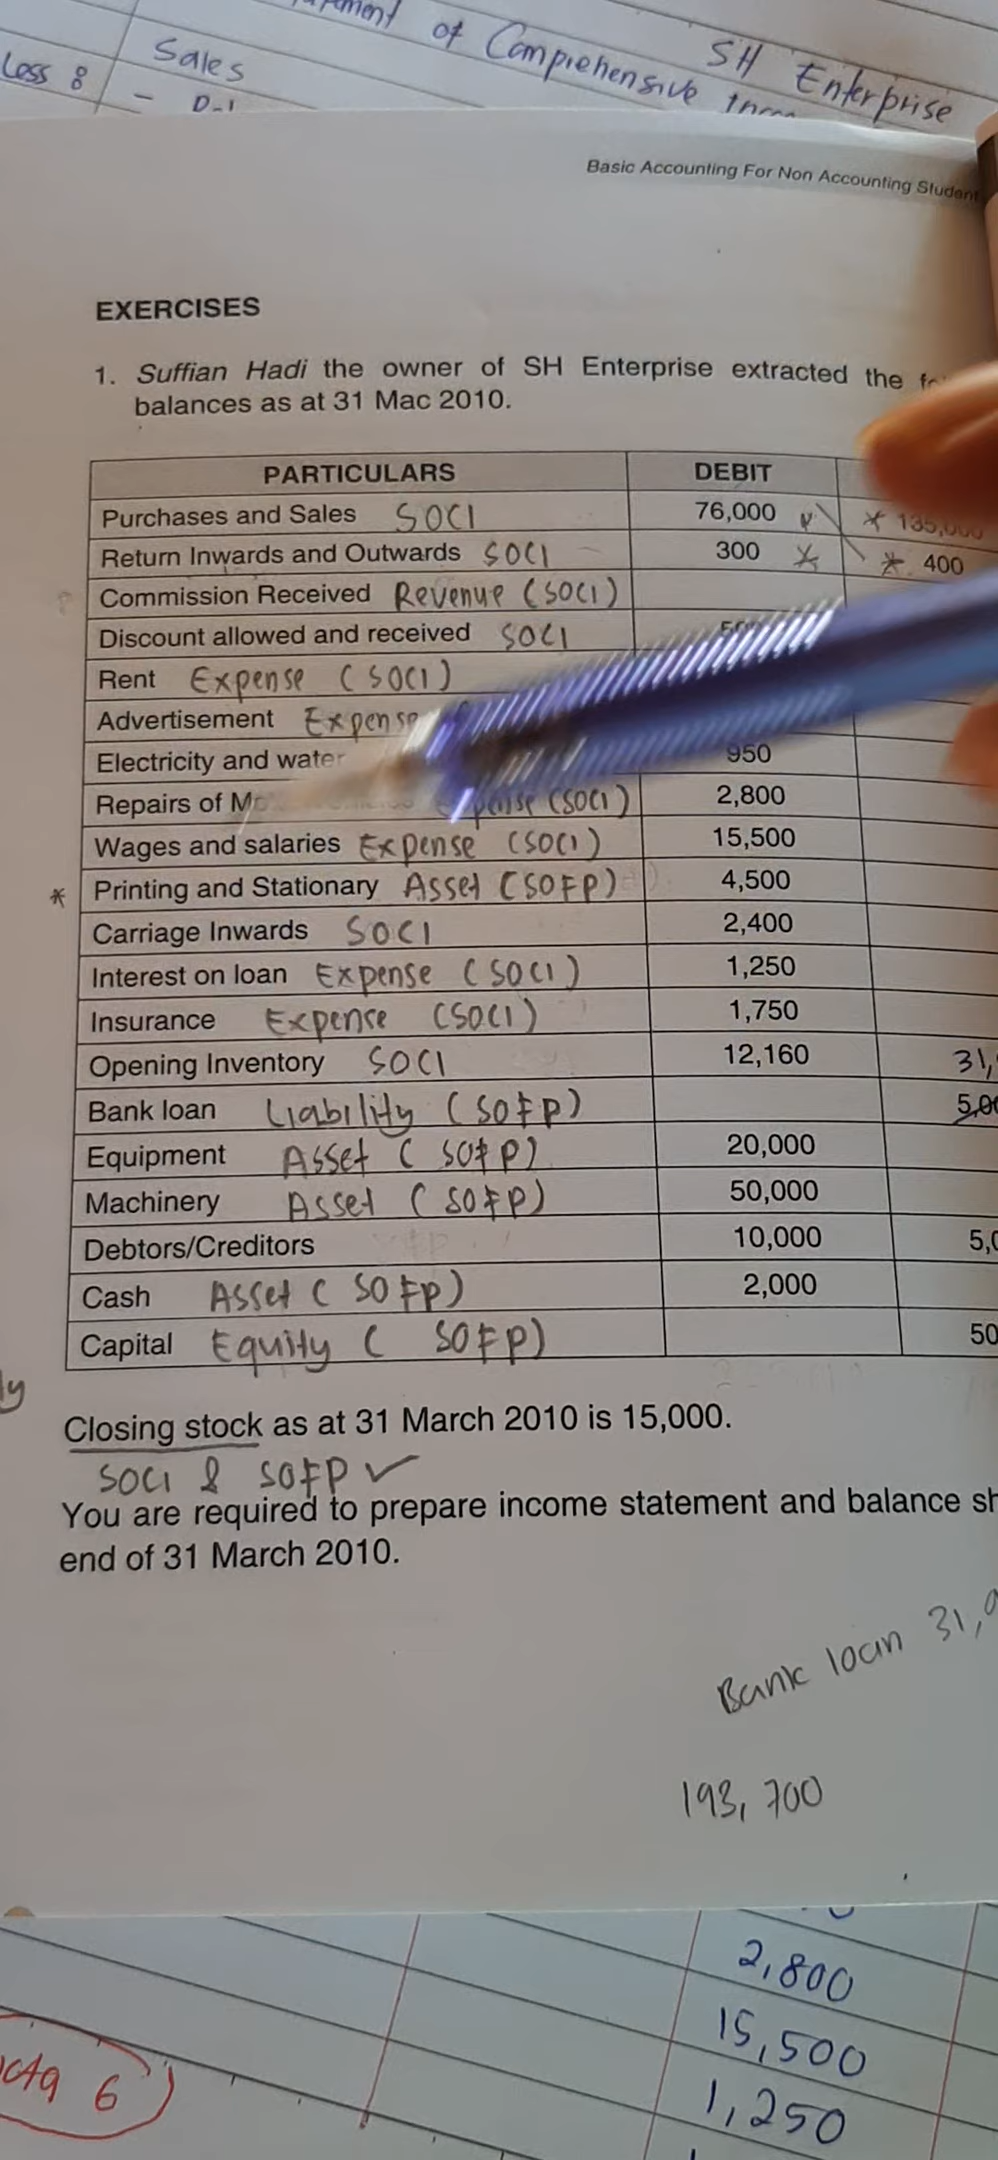 of Comprehensive
SH Enterprise
Sales
Less :
Basic Accounting For Non Accounting Student
EXERCISES
1. Suffian Hadi the owner of SH Enterprise extracted the
balances as at 31 Mac 2010.
PARTICULARS DEBIT
Purchases and Sales SOCI 76,000 * 135,000
Return Inwards and Outwards SOCI 300 * * 400
Commission Received Revenue (SOCI)
Discount allowed and received SOCI
Rent Expense (SOCI)
Advertisement Expense
Electricity and water 950
Repairs of (SOCI) 2,800
Wages and salaries Expense (SOCI) 15,500
* Printing and Stationary Asset (SOFP) 4,500
Carriage Inwards SOCI 2,400
Interest on loan Expense (SOCI) 1,250
Insurance Expense (SOCI) 1,750
Opening Inventory SOCI 12,160
Bank loan Liability (SOFP)
Equipment Asset (SOFP) 20,000
Machinery Asset (SOFP) 50,000
Debtors/Creditors 10,000
Cash Asset (SOFP) 2,000
Capital Equity (SOFP)
Closing stock as at 31 March 2010 is 15,000.
SOCI & SOFP ✓
You are required to prepare income statement and balance
end of 31 March 2010.
Bank loan
193,700
2,800
15,500
1,250
6